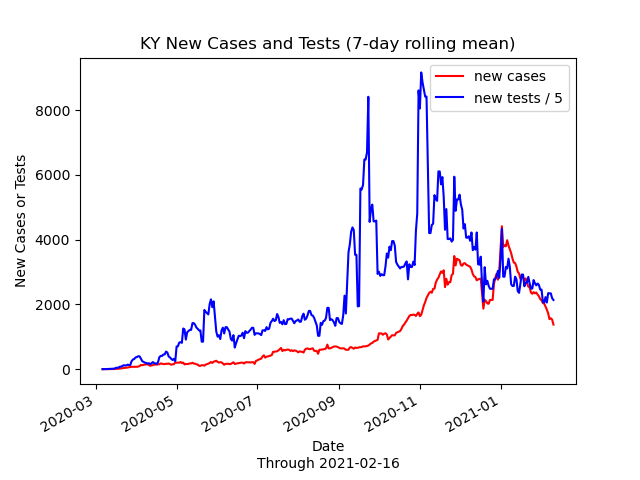 KY New Cases and Tests (7-day rolling mean)
new cases
new tests / 5
New Cases or Tests
8000
6000
4000
2000
0
2020-03
2020-05
2020-07
2020-09
2020-11
2021-01
Date
Through 2021-02-16